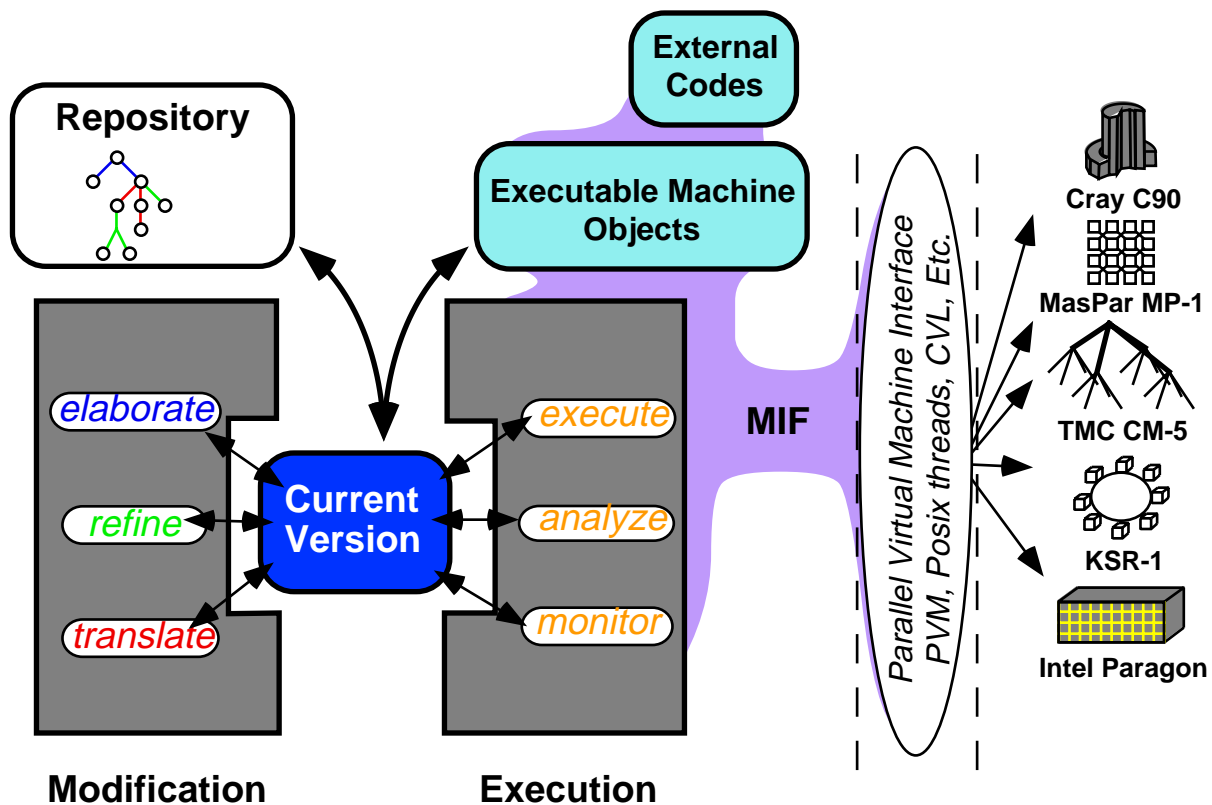 External
Codes
Repository
Executable Machine
Objects
elaborate
refine
translate
Current
Version
execute
analyze
monitor
MIF
Parallel Virtual Machine Interface
PVM, Posix threads, CVL, Etc.
Cray C90
MasPar MP-1
TMC CM-5
KSR-1
Intel Paragon
Modification
Execution